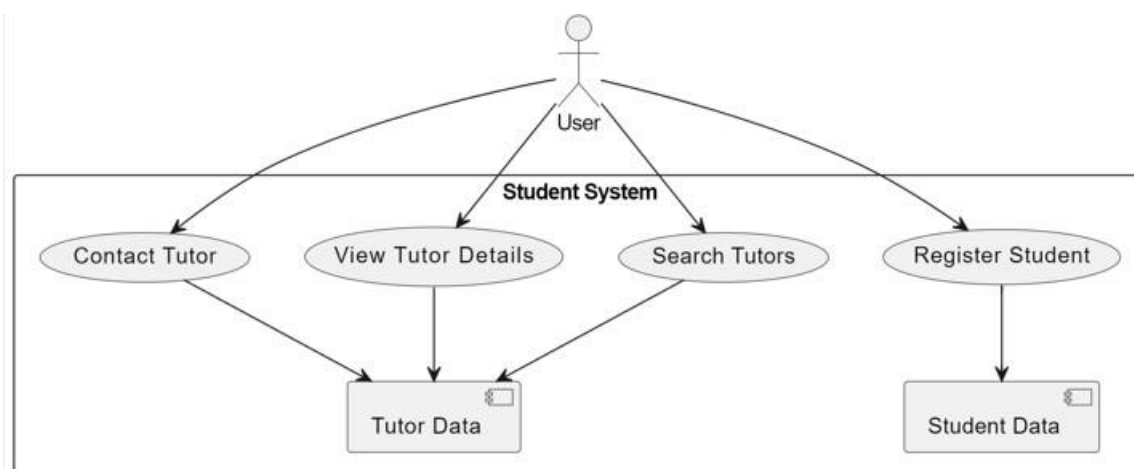 User
Student System
Contact Tutor
View Tutor Details
Search Tutors
Register Student
Tutor Data
Student Data